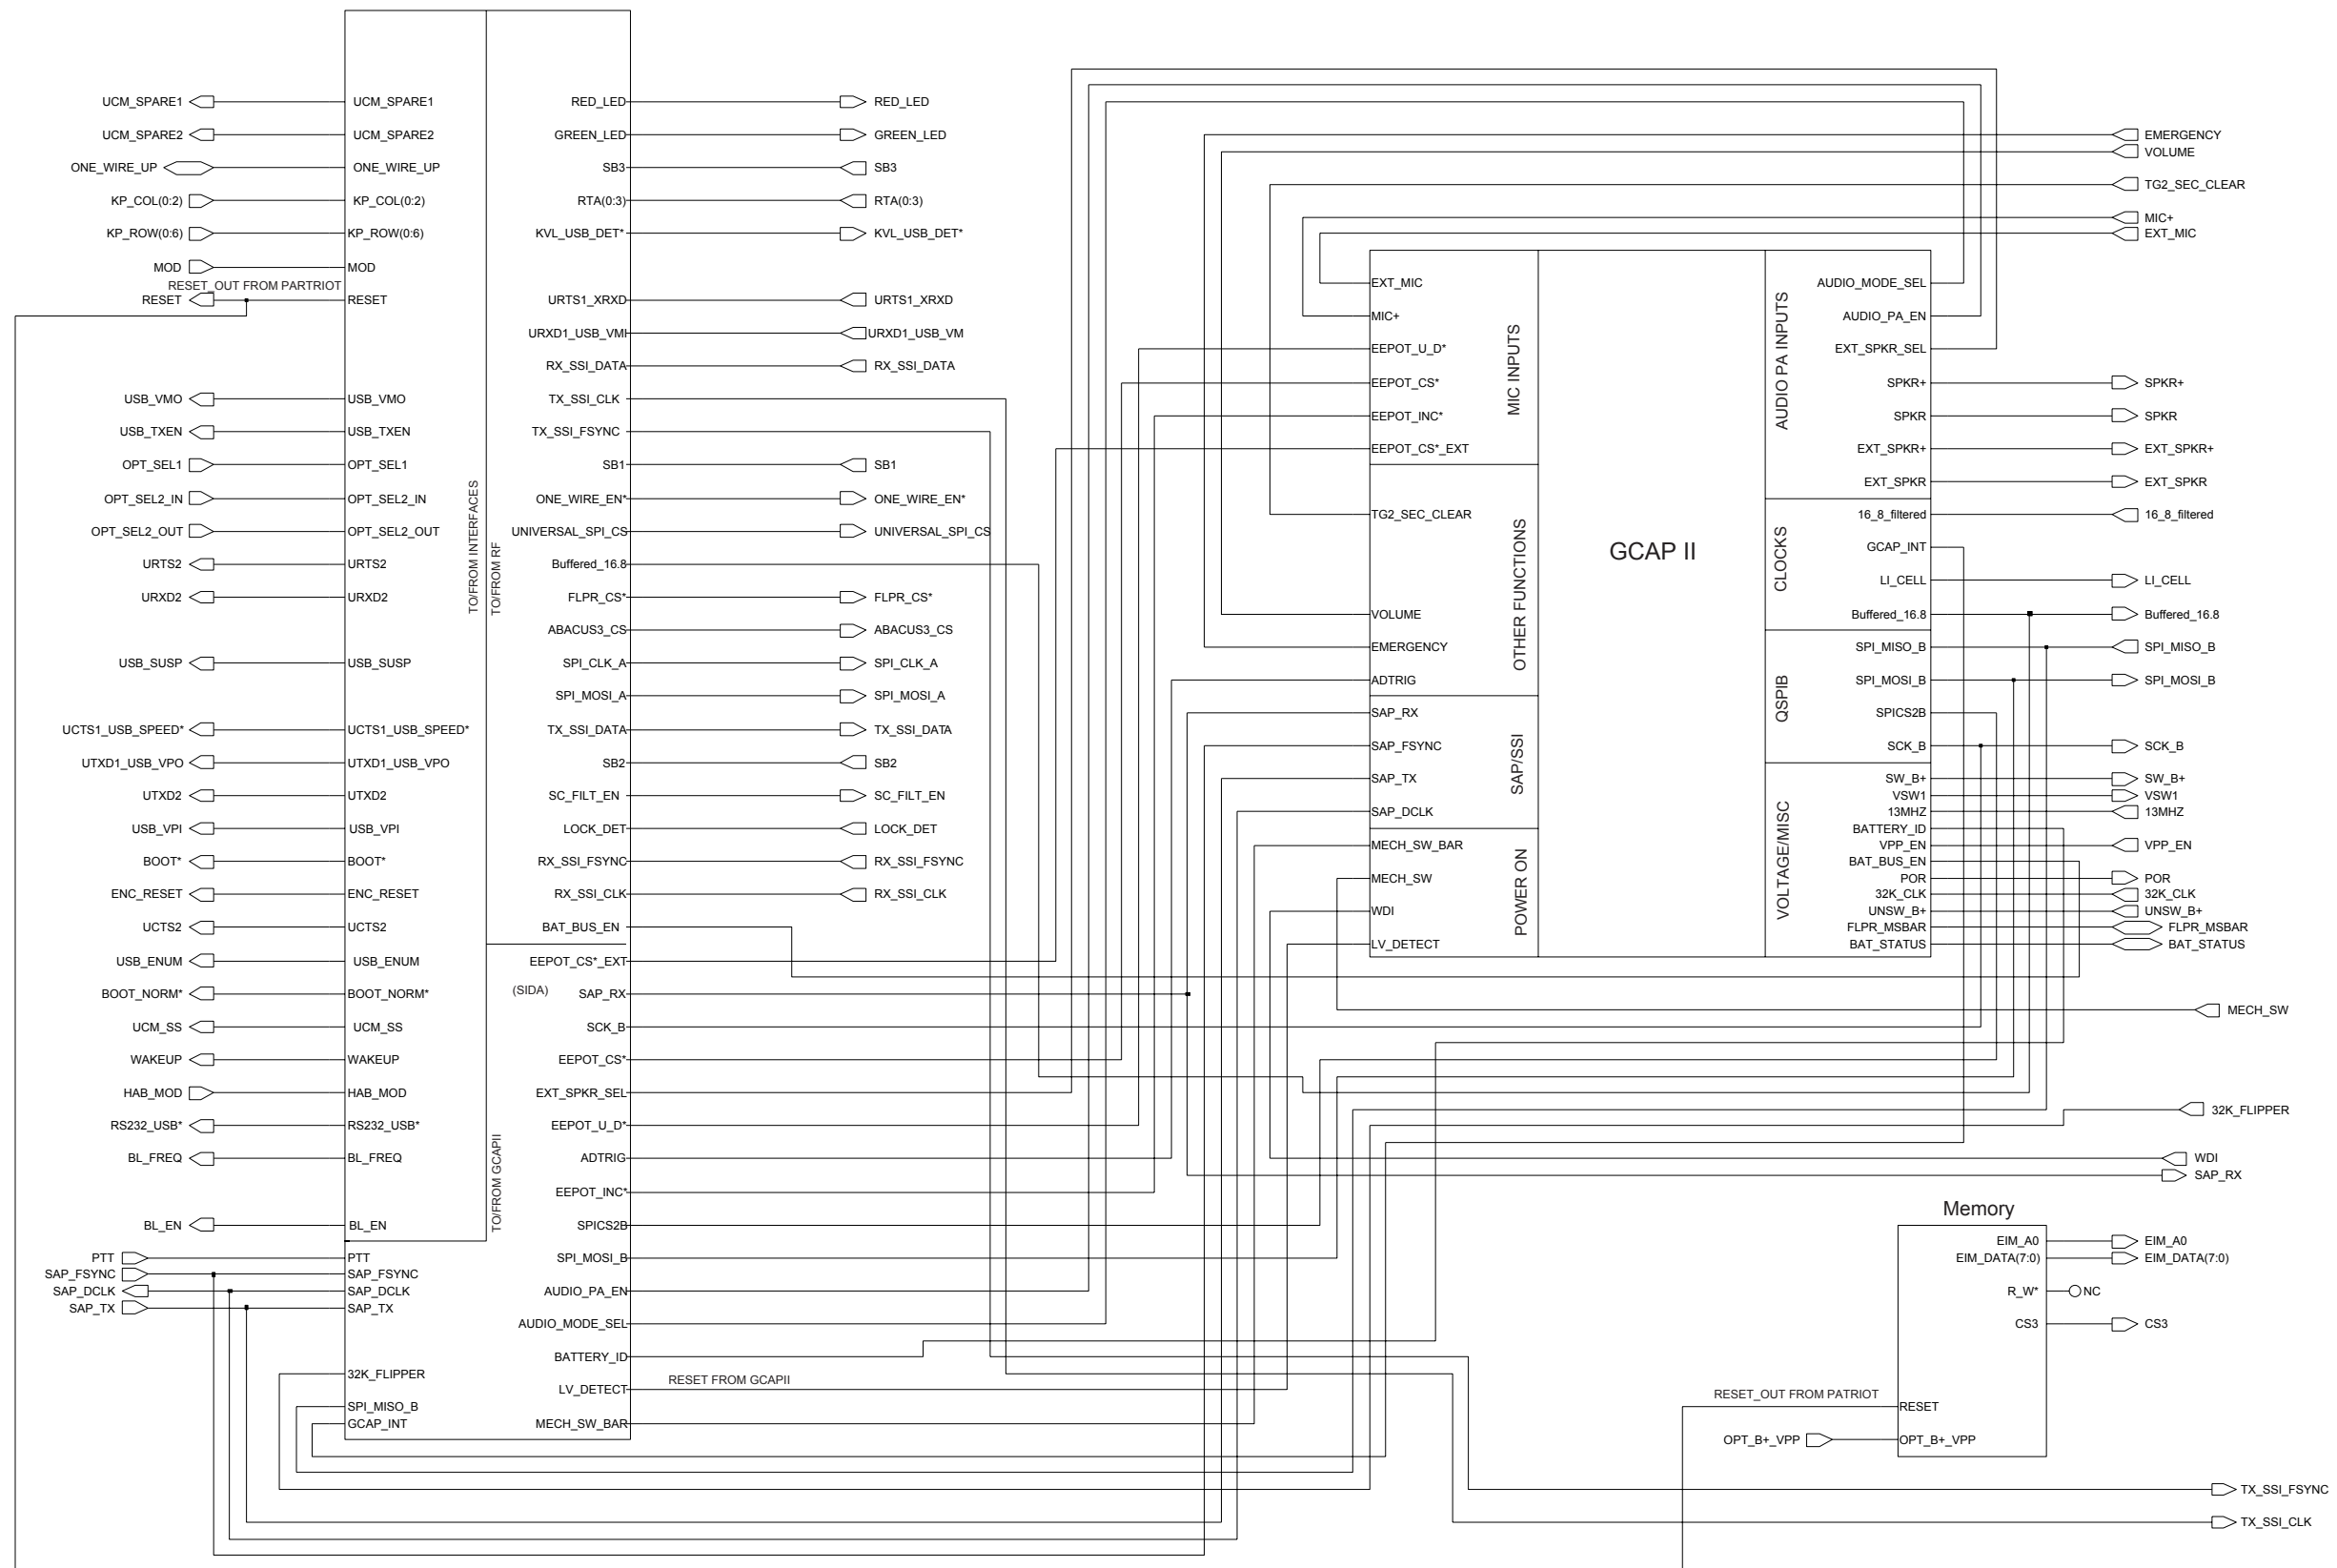 UCM_SPARE1
UCM_SPARE2
ONE_WIRE_UP
KP_COL(0:2)
KP_ROW(0:6)
MOD
RESET_OUT FROM PARTRIOT
RESET
USB_VMO
USB_TXEN
OPT_SEL1
OPT_SEL2_IN
OPT_SEL2_OUT
URTS2
URXD2
USB_SUSP
UCTS1_USB_SPEED*
UTXD1_USB_VPO
UTXD2
USB_VPI
BOOT*
ENC_RESET
UCTS2
USB_ENUM
BOOT_NORM*
UCM_SS
WAKEUP
HAB_MOD
RS232_USB*
BL_FREQ
BL_EN
PTT
SAP_FSYNC
SAP_DCLK
SAP_TX
UCM_SPARE1
UCM_SPARE2
ONE_WIRE_UP
KP_COL(0:2)
KP_ROW(0:6)
MOD
RESET
USB_VMO
USB_TXEN
OPT_SEL1
OPT_SEL2_IN
OPT_SEL2_OUT
URTS2
URXD2
USB_SUSP
UCTS1_USB_SPEED*
UTXD1_USB_VPO
UTXD2
USB_VPI
BOOT*
ENC_RESET
UCTS2
USB_ENUM
BOOT_NORM*
UCM_SS
WAKEUP
HAB_MOD
RS232_USB*
BL_FREQ
BL_EN
PTT
SAP_FSYNC
SAP_DCLK
SAP_TX
32K_FLIPPER
SPI_MISO_B
GCAP_INT
TO/FROM INTERFACES
TO/FROM RF
TO/FROM GCAPII
(SIDA)
RED_LED
GREEN_LED
SB3
RTA(0:3)
KVL_USB_DET*
URTS1_XRXD
URXD1_USB_VMI
RX_SSI_DATA
TX_SSI_CLK
TX_SSI_FSYNC
SB1
ONE_WIRE_EN*
UNIVERSAL_SPI_CS
Buffered_16.8
FLPR_CS*
ABACUS3_CS
SPI_CLK_A
SPI_MOSI_A
TX_SSI_DATA
SB2
SC_FILT_EN
LOCK_DET
RX_SSI_FSYNC
RX_SSI_CLK
BAT_BUS_EN
EEPOT_CS*_EXT
SAP_RX
SCK_B
EEPOT_CS*
EXT_SPKR_SEL
EEPOT_U_D*
ADTRIG
EEPOT_INC*
SPICS2B
SPI_MOSI_B
AUDIO_PA_EN
AUDIO_MODE_SEL
BATTERY_ID
LV_DETECT
MECH_SW_BAR
RESET FROM GCAPII
RED_LED
GREEN_LED
SB3
RTA(0:3)
KVL_USB_DET*
URTS1_XRXD
URXD1_USB_VM
RX_SSI_DATA
SB1
ONE_WIRE_EN*
UNIVERSAL_SPI_CS
FLPR_CS*
ABACUS3_CS
SPI_CLK_A
SPI_MOSI_A
TX_SSI_DATA
SB2
SC_FILT_EN
LOCK_DET
RX_SSI_FSYNC
RX_SSI_CLK
EXT_MIC
MIC+
EEPOT_U_D*
EEPOT_CS*
EEPOT_INC*
EEPOT_CS*_EXT
TG2_SEC_CLEAR
VOLUME
EMERGENCY
ADTRIG
SAP_RX
SAP_FSYNC
SAP_TX
SAP_DCLK
MECH_SW_BAR
MECH_SW
WDI
LV_DETECT
MIC INPUTS
OTHER FUNCTIONS
SAP/SSI
POWER ON
GCAP II
AUDIO PA INPUTS
CLOCKS
QSPIB
VOLTAGE/MISC
AUDIO_MODE_SEL
AUDIO_PA_EN
EXT_SPKR_SEL
SPKR+
SPKR
EXT_SPKR+
EXT_SPKR
16_8_filtered
GCAP_INT
LI_CELL
Buffered_16.8
SPI_MISO_B
SPI_MOSI_B
SPICS2B
SCK_B
SW_B+
VSW1
13MHZ
BATTERY_ID
VPP_EN
BAT_BUS_EN
POR
32K_CLK
UNSW_B+
FLPR_MSBAR
BAT_STATUS
EMERGENCY
VOLUME
TG2_SEC_CLEAR
MIC+
EXT_MIC
SPKR+
SPKR
EXT_SPKR+
EXT_SPKR
16_8_filtered
LI_CELL
Buffered_16.8
SPI_MISO_B
SPI_MOSI_B
SCK_B
SW_B+
VSW1
13MHZ
VPP_EN
POR
32K_CLK
UNSW_B+
FLPR_MSBAR
BAT_STATUS
MECH_SW
32K_FLIPPER
WDI
SAP_RX
Memory
EIM_A0
EIM_DATA(7:0)
R_W*
CS3
RESET
OPT_B+_VPP
RESET_OUT FROM PATRIOT
OPT_B+_VPP
EIM_A0
EIM_DATA(7:0)
NC
CS3
TX_SSI_FSYNC
TX_SSI_CLK